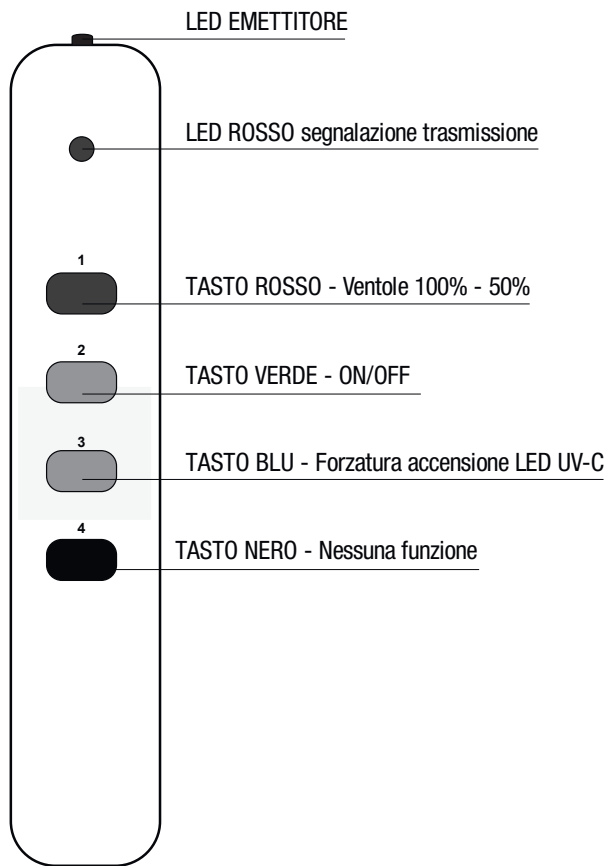 LED EMETTITORE
LED ROSSO segnalazione trasmissione
1
TASTO ROSSO - Ventole 100% - 50%
2
TASTO VERDE - ON/OFF
3
TASTO BLU - Forzatura accensione LED UV-C
4
TASTO NERO - Nessuna funzione